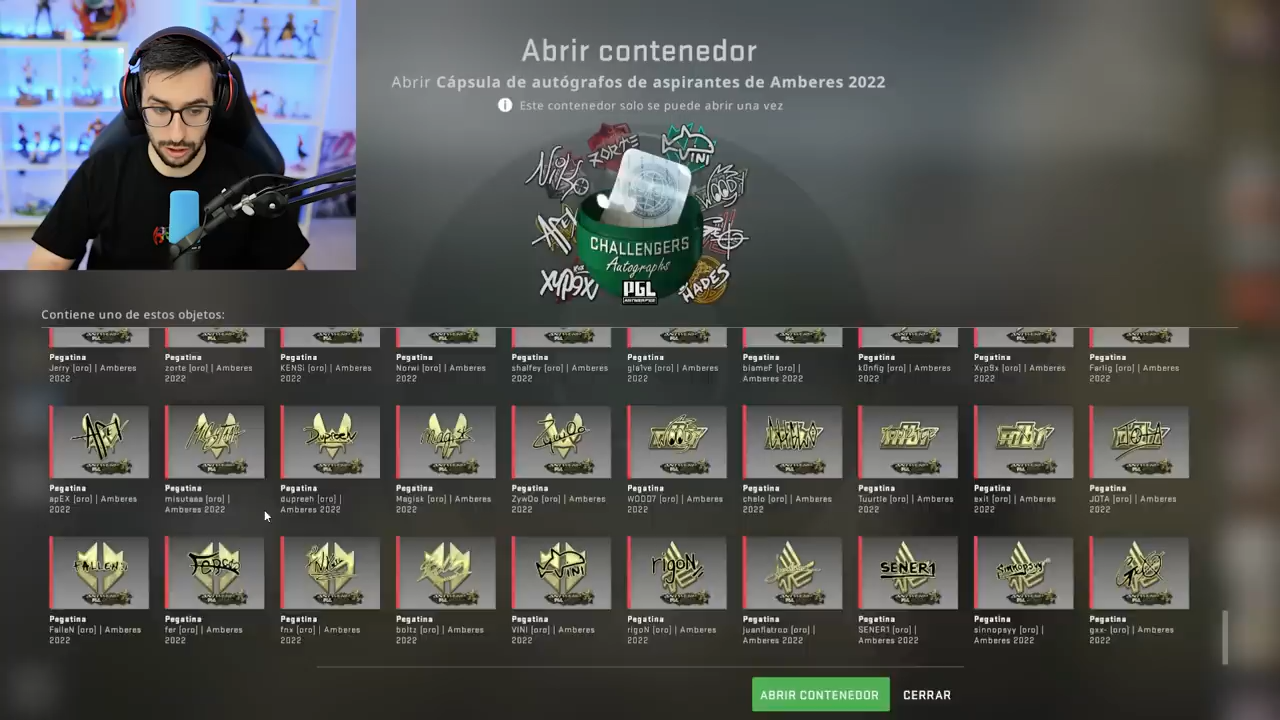 Abrir contenedor
Abrir Cápsula de autógrafos de aspirantes de Amberes 2022
Este contenedor solo se puede abrir una vez
CHALLENGERS
Autographs
PGL
Contiene uno de estos objetos:
Pegatina Pegatina Pegatina Pegatina Pegatina Pegatina Pegatina Pegatina Pegatina Pegatina
Jerry (oro) | Amberes zorte (oro) | Amberes KENSi (oro) | Amberes Norwi (oro) | Amberes shalfey (oro) | Amberes gla1ve (oro) | Amberes blameF (oro) | k0nfig (oro) | Amberes Xyp9x (oro) | Amberes Farlig (oro) | Amberes
2022 2022 2022 2022 2022 2022 Amberes 2022 2022 2022 2022
Pegatina Pegatina Pegatina Pegatina Pegatina Pegatina Pegatina Pegatina Pegatina Pegatina
apEX (oro) | Amberes misutaaa (oro) | dupreeh (oro) | Magisk (oro) | Amberes ZywOo (oro) | Amberes WOOD7 (oro) | Amberes chelo (oro) | Amberes Tuurtle (oro) | Amberes exit (oro) | Amberes JOTA (oro) | Amberes
2022 Amberes 2022 Amberes 2022 2022 2022 2022 2022 2022 2022 2022
FALLEN VINI rigoN SENER1
Pegatina Pegatina Pegatina Pegatina Pegatina Pegatina Pegatina Pegatina Pegatina Pegatina
FalleN (oro) | Amberes fer (oro) | Amberes fnx (oro) | Amberes boltz (oro) | Amberes VINI (oro) | Amberes rigoN (oro) | Amberes juanflatroo (oro) | SENER1 (oro) | sinnopsyy (oro) | gxx- (oro) | Amberes
2022 2022 2022 2022 2022 2022 Amberes 2022 Amberes 2022 Amberes 2022 2022
ABRIR CONTENEDOR CERRAR